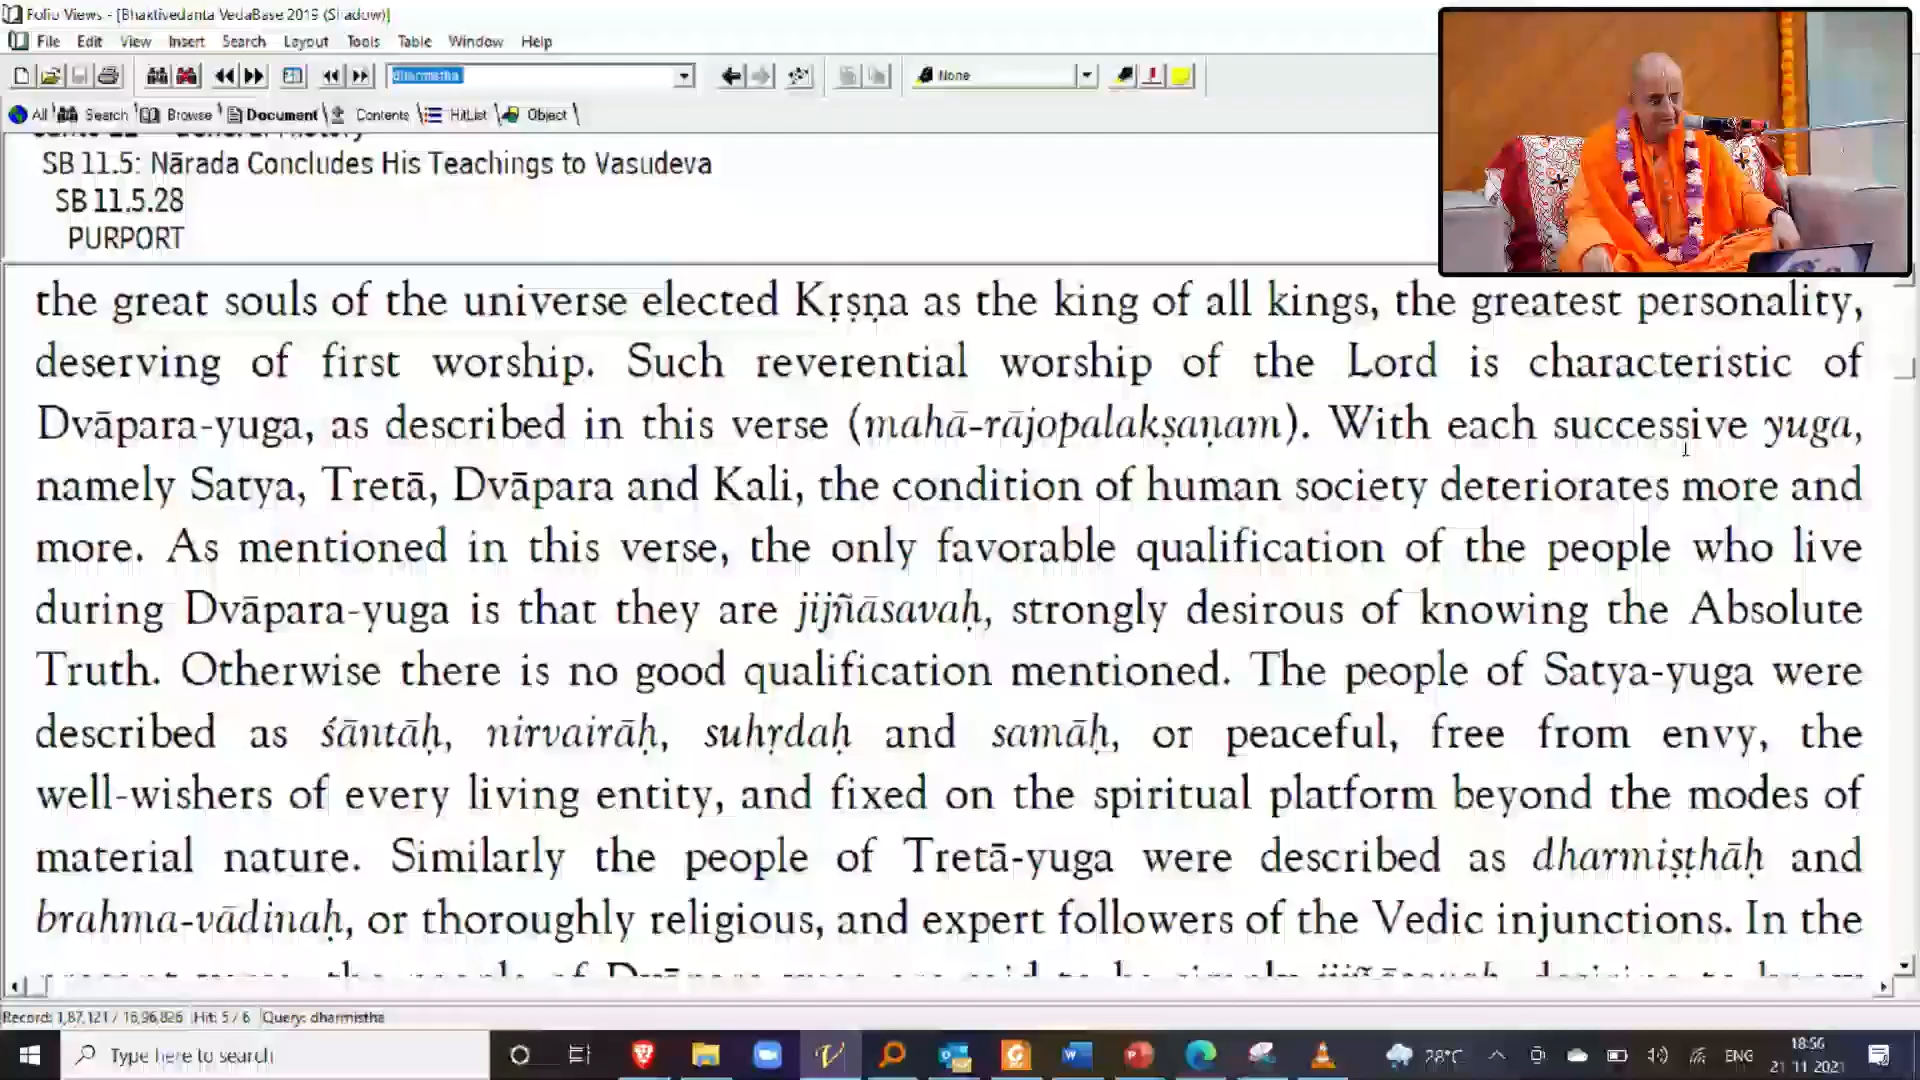 Folio Views - [Bhaktivedanta VedaBase 2019 (Shadow)]
File Edit View Insert Search Layout Tools Table Window Help
dharmistha None
All Search Browse Document Contents HitList Object
SB 11.5: Nārada Concludes His Teachings to Vasudeva
SB 11.5.28
PURPORT
the great souls of the universe elected Kṛṣṇa as the king of all kings, the greatest personality,
deserving of first worship. Such reverential worship of the Lord is characteristic of
Dvāpara-yuga, as described in this verse (mahā-rājopalakṣaṇam). With each successive yuga,
namely Satya, Tretā, Dvāpara and Kali, the condition of human society deteriorates more and
more. As mentioned in this verse, the only favorable qualification of the people who live
during Dvāpara-yuga is that they are jijñāsavaḥ, strongly desirous of knowing the Absolute
Truth. Otherwise there is no good qualification mentioned. The people of Satya-yuga were
described as śāntāḥ, nirvairāḥ, suhṛdaḥ and samāḥ, or peaceful, free from envy, the
well-wishers of every living entity, and fixed on the spiritual platform beyond the modes of
material nature. Similarly the people of Tretā-yuga were described as dharmiṣṭhāḥ and
brahma-vādinaḥ, or thoroughly religious, and expert followers of the Vedic injunctions. In the
Record: 1,87,121 / 16,96,826 Hit: 5 / 6 Query: dharmistha
Type here to search
28°C ENG 18:56
21-11-2021